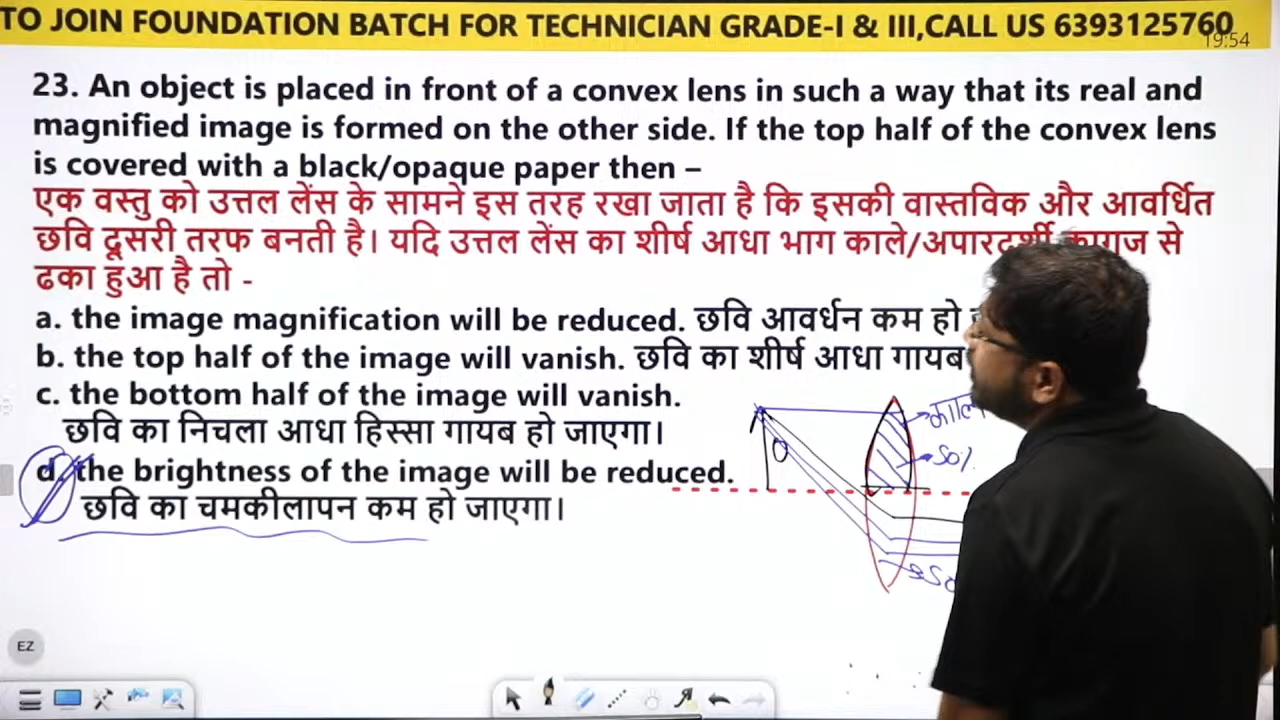 TO JOIN FOUNDATION BATCH FOR TECHNICIAN GRADE-I & III,CALL US 6393125760
19:54
23. An object is placed in front of a convex lens in such a way that its real and
magnified image is formed on the other side. If the top half of the convex lens
is covered with a black/opaque paper then –
एक वस्तु को उत्तल लेंस के सामने इस तरह रखा जाता है कि इसकी वास्तविक और आवर्धित
छवि दूसरी तरफ बनती है। यदि उत्तल लेंस का शीर्ष आधा भाग काले/अपारदर्शी कागज से
ढका हुआ है तो -
a. the image magnification will be reduced. छवि आवर्धन कम हो
b. the top half of the image will vanish. छवि का शीर्ष आधा गायब
c. the bottom half of the image will vanish.
छवि का निचला आधा हिस्सा गायब हो जाएगा।
d. the brightness of the image will be reduced.
छवि का चमकीलापन कम हो जाएगा।
O
50%
EZ